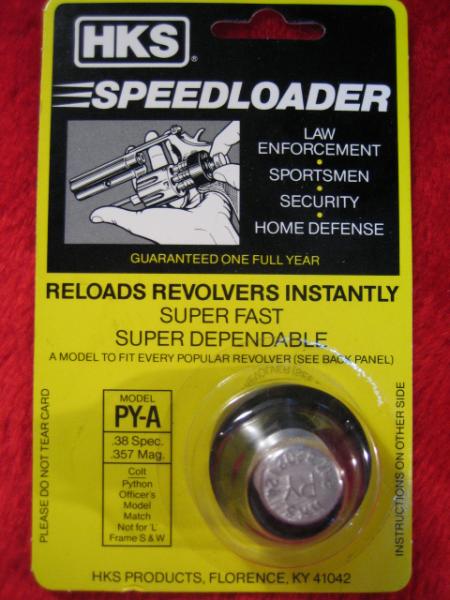 HKS®
SPEEDLOADER
LAW
ENFORCEMENT
•
SPORTSMEN
•
SECURITY
•
HOME DEFENSE
GUARANTEED ONE FULL YEAR
RELOADS REVOLVERS INSTANTLY
SUPER FAST
SUPER DEPENDABLE
A MODEL TO FIT EVERY POPULAR REVOLVER (SEE BACK PANEL)
PLEASE DO NOT TEAR CARD
MODEL
PY-A
.38 Spec.
.357 Mag.
Colt
Python
Officer's
Model
Match
Not for 'L'
Frame S & W
INSTRUCTIONS ON OTHER SIDE
HKS PRODUCTS, FLORENCE, KY 41042